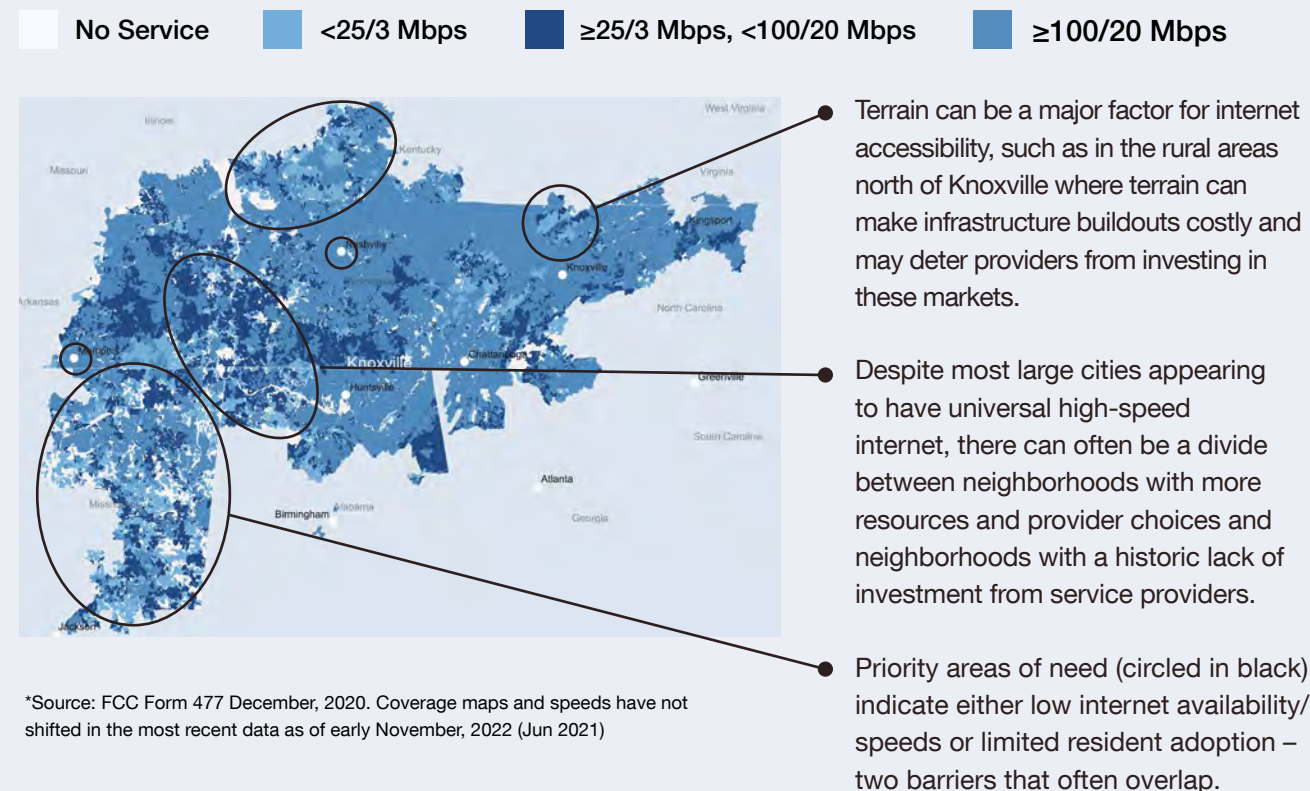 No Service
<25/3 Mbps
≥25/3 Mbps, <100/20 Mbps
≥100/20 Mbps
West Virginia
Illinois
Kentucky
Missouri
Virginia
Kingsport
Nashville
Knoxville
Arkansas
North Carolina
Memphis
Knoxville
Chattanooga
Greenville
Huntsville
South Carolina
Atlanta
Alabama
Birmingham
Georgia
Jackson
Terrain can be a major factor for internet
accessibility, such as in the rural areas
north of Knoxville where terrain can
make infrastructure buildouts costly and
may deter providers from investing in
these markets.
Despite most large cities appearing
to have universal high-speed
internet, there can often be a divide
between neighborhoods with more
resources and provider choices and
neighborhoods with a historic lack of
investment from service providers.
Priority areas of need (circled in black)
indicate either low internet availability/
speeds or limited resident adoption –
two barriers that often overlap.
*Source: FCC Form 477 December, 2020. Coverage maps and speeds have not
shifted in the most recent data as of early November, 2022 (Jun 2021)